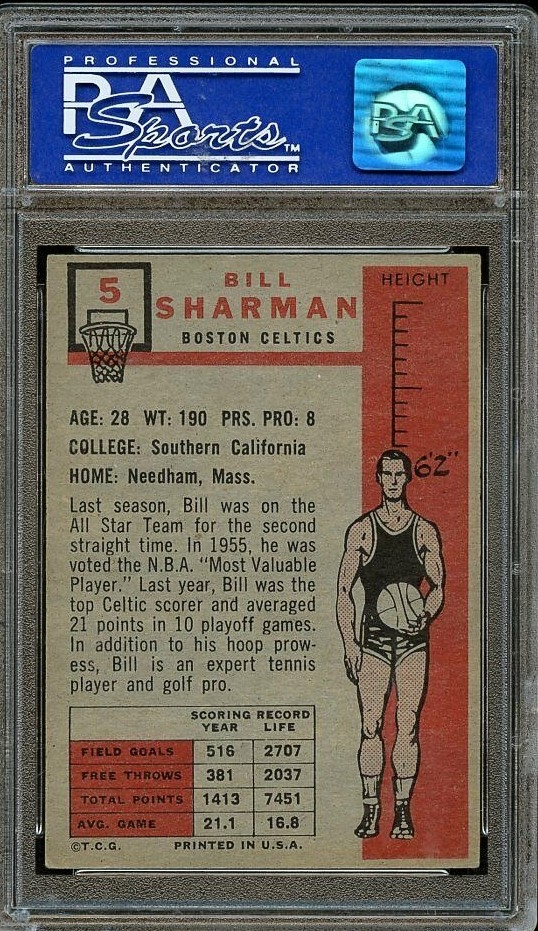 PROFESSIONAL
PSA
Sports™
AUTHENTICATOR
PSA
5
BILL
SHARMAN
BOSTON CELTICS
HEIGHT
6'2"
AGE: 28 WT: 190 PRS. PRO: 8
COLLEGE: Southern California
HOME: Needham, Mass.
Last season, Bill was on the
All Star Team for the second
straight time. In 1955, he was
voted the N.B.A. "Most Valuable
Player." Last year, Bill was the
top Celtic scorer and averaged
21 points in 10 playoff games.
In addition to his hoop prow-
ess, Bill is an expert tennis
player and golf pro.
SCORING RECORD
YEAR LIFE
FIELD GOALS 516 2707
FREE THROWS 381 2037
TOTAL POINTS 1413 7451
AVG. GAME 21.1 16.8
©T.C.G. PRINTED IN U.S.A.